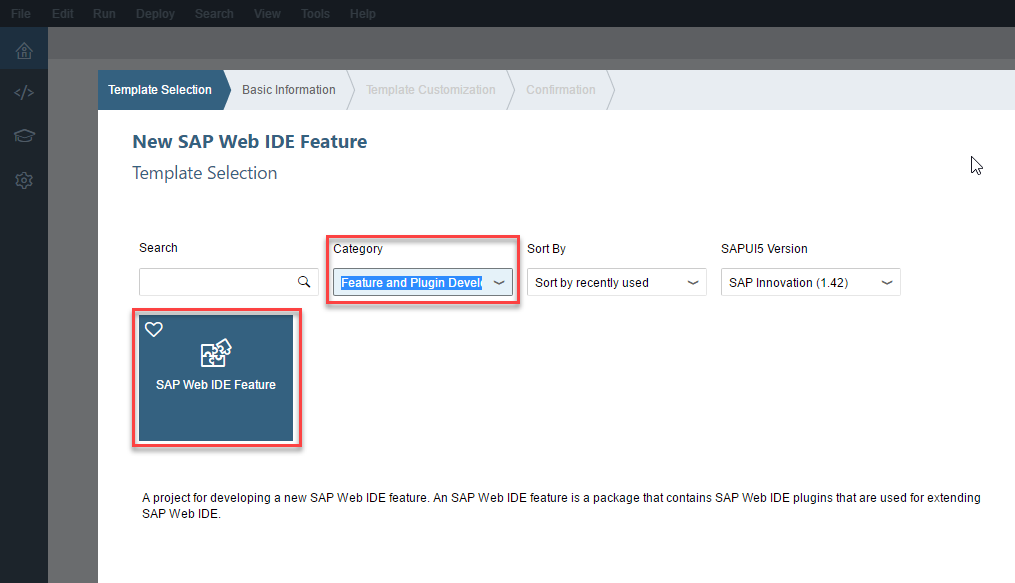 File Edit Run Deploy Search View Tools Help
Template Selection Basic Information Template Customization Confirmation
New SAP Web IDE Feature
Template Selection
Search Category Sort By SAPUI5 Version
Feature and Plugin Devel Sort by recently used SAP Innovation (1.42)
SAP Web IDE Feature
A project for developing a new SAP Web IDE feature. An SAP Web IDE feature is a package that contains SAP Web IDE plugins that are used for extending
SAP Web IDE.